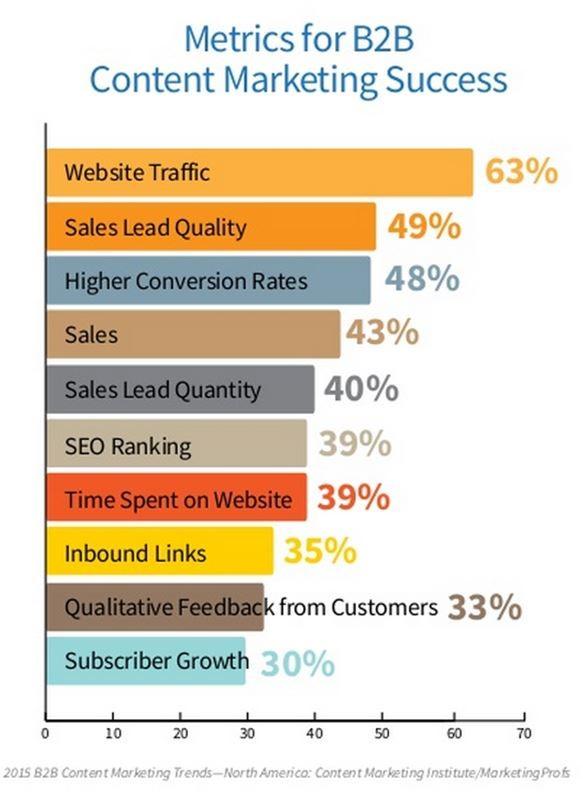 Metrics for B2B
Content Marketing Success
Website Traffic 63%
Sales Lead Quality 49%
Higher Conversion Rates 48%
Sales 43%
Sales Lead Quantity 40%
SEO Ranking 39%
Time Spent on Website 39%
Inbound Links 35%
Qualitative Feedback from Customers 33%
Subscriber Growth 30%
0 10 20 30 40 50 60 70
2015 B2B Content Marketing Trends—North America: Content Marketing Institute/MarketingProfs